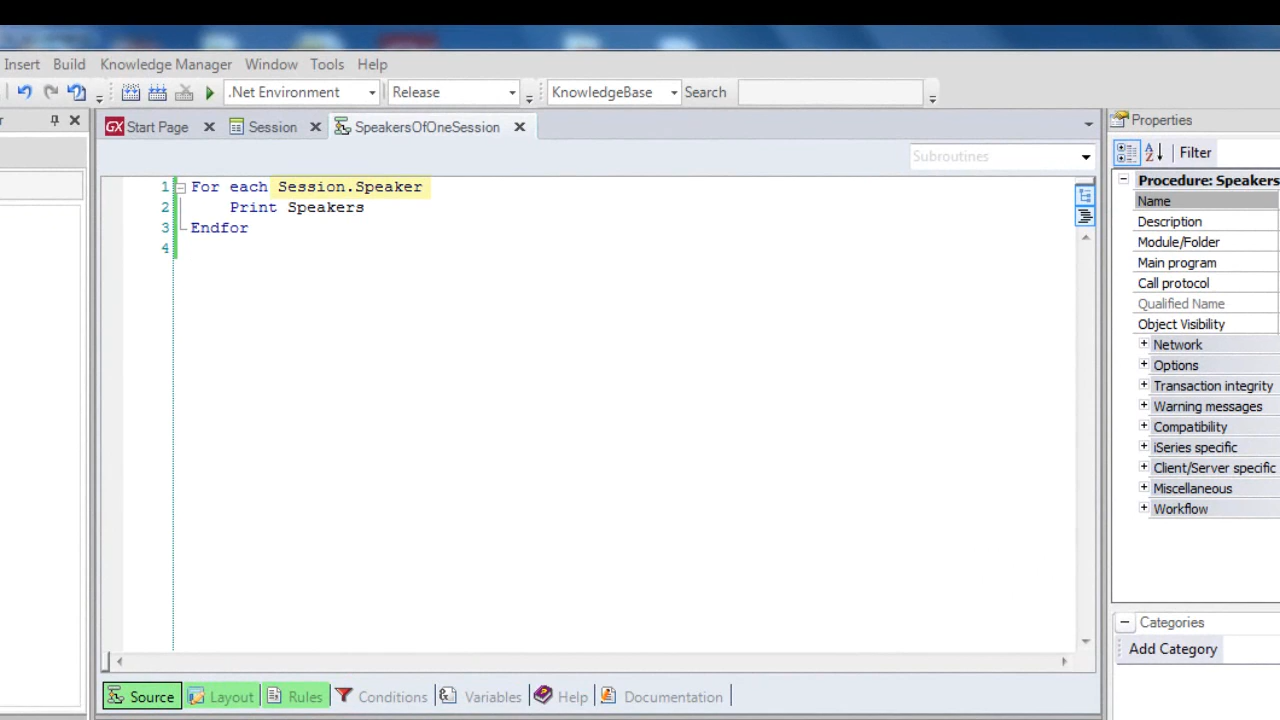 Insert Build Knowledge Manager Window Tools Help
.Net Environment Release KnowledgeBase Search
GX Start Page Session SpeakersOfOneSession
Subroutines
1 For each Session.Speaker
2 Print Speakers
3 Endfor
4
Source Layout Rules Conditions Variables Help Documentation
Properties
Filter
Procedure: Speakers
Name
Description
Module/Folder
Main program
Call protocol
Qualified Name
Object Visibility
Network
Options
Transaction integrity
Warning messages
Compatibility
iSeries specific
Client/Server specific
Miscellaneous
Workflow
Categories
Add Category